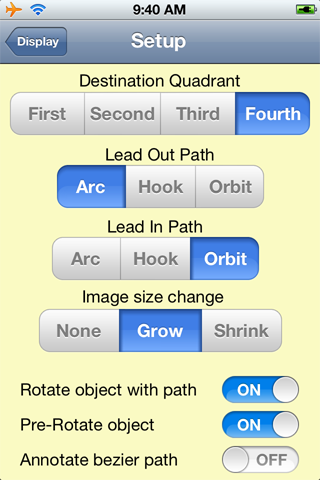 9:40 AM
Display
Setup
Destination Quadrant
First Second Third Fourth
Lead Out Path
Arc Hook Orbit
Lead In Path
Arc Hook Orbit
Image size change
None Grow Shrink
Rotate object with path ON
Pre-Rotate object ON
Annotate bezier path OFF